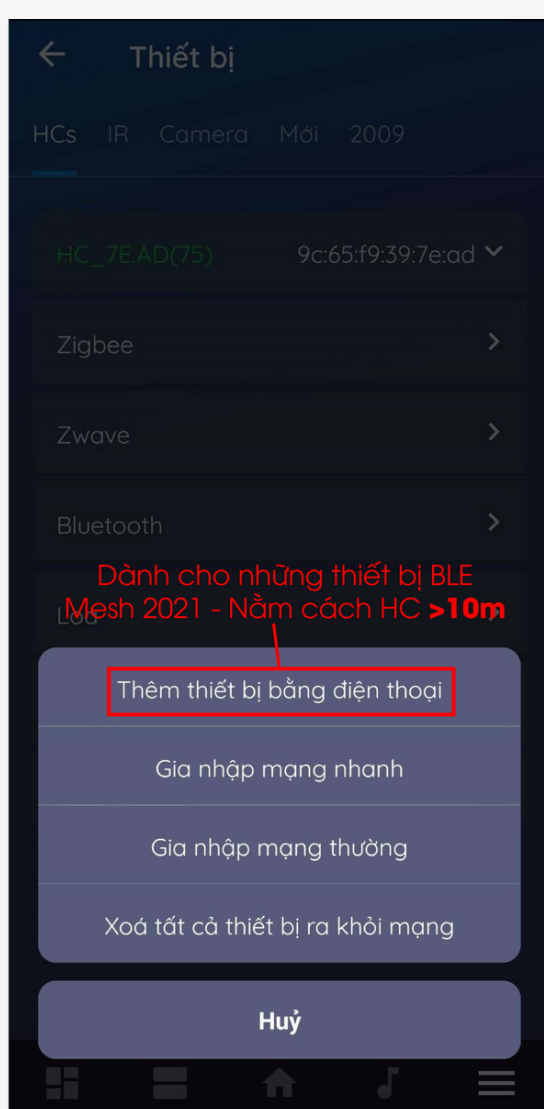 Thiết bị
HCs IR Camera Mới 2009
HC_7E.AD(75) 9c:65:f9:39:7e:ad
Zigbee
Zwave
Bluetooth
Dành cho những thiết bị BLE
Mesh 2021 - Nằm cách HC >10m
Thêm thiết bị bằng điện thoại
Gia nhập mạng nhanh
Gia nhập mạng thường
Xoá tất cả thiết bị ra khỏi mạng
Huỷ